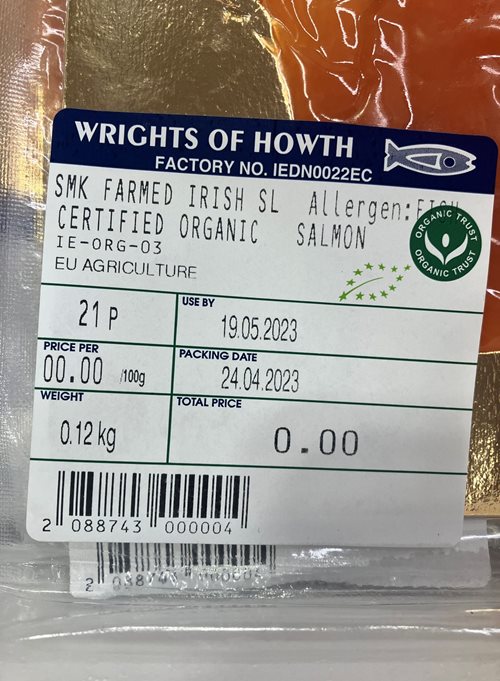 WRIGHTS OF HOWTH
FACTORY NO. IEDN0022EC
SMK FARMED IRISH SL Allergen: FISH
CERTIFIED ORGANIC SALMON
IE-ORG-03
EU AGRICULTURE
ORGANIC TRUST
ORGANIC TRUST
21 P
USE BY
19.05.2023
PRICE PER
00.00 /100g
PACKING DATE
24.04.2023
WEIGHT
0.12 kg
TOTAL PRICE
0.00
2 088743 000004